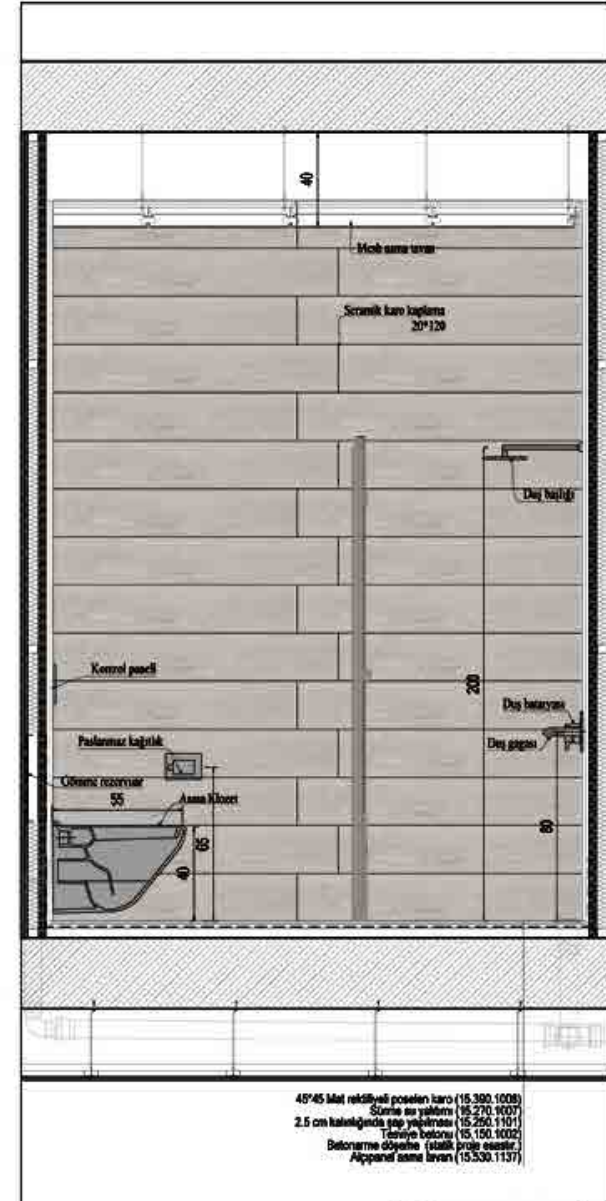 40
Metal asma tavan
Seramik karo kaplama
20*120
Duş başlığı
200
Kontrol paneli
Duş bataryası
Paslanmaz kağıtlık
Duş gagası
Gömme rezervuar
55
Asma Klozet
65
40
80
45*45 Mat rektifiyeli poselen karo (15.390.1008)
Sürme su yalıtımı (15.270.1007)
2.5 cm kalınlığında şap yapılması (15.250.1101)
Tesviye betonu (15.150.1002)
Betonarme döşeme (statik proje esastır.)
Alçıpanel asma tavan (15.530.1137)